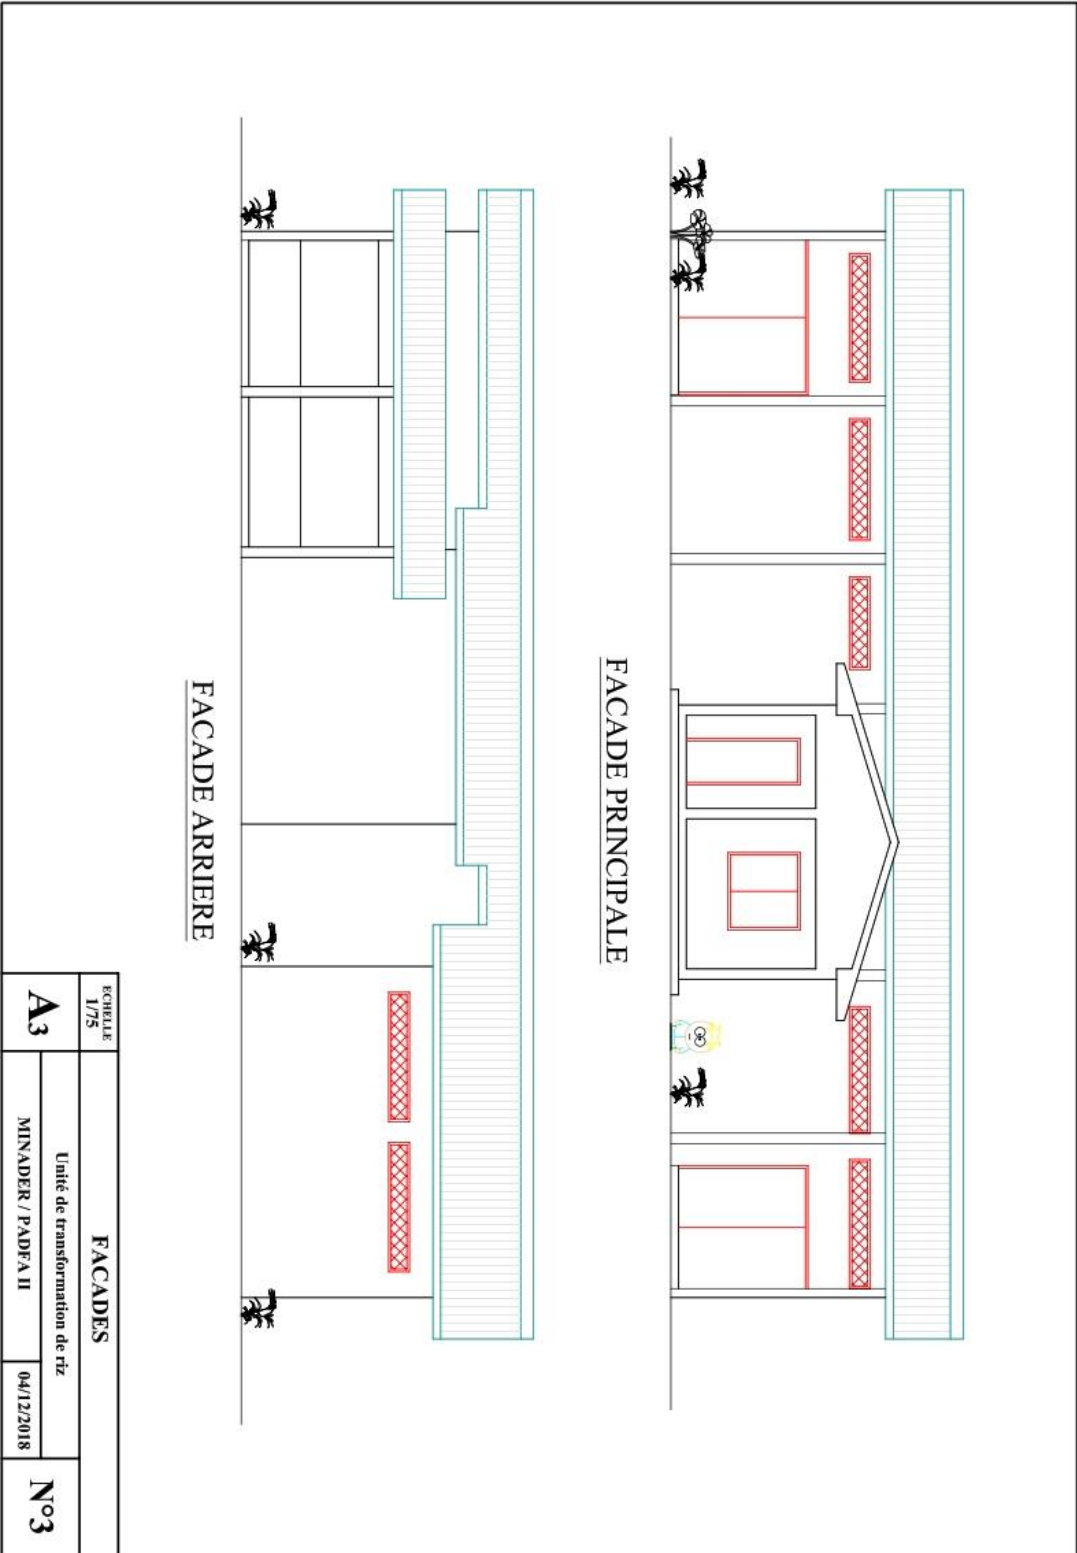 FACADE PRINCIPALE
FACADE ARRIERE
ECHELLE
1/75
FACADES
A3
Unité de transformation de riz
MINADER / PADFA II
04/12/2018
N°3